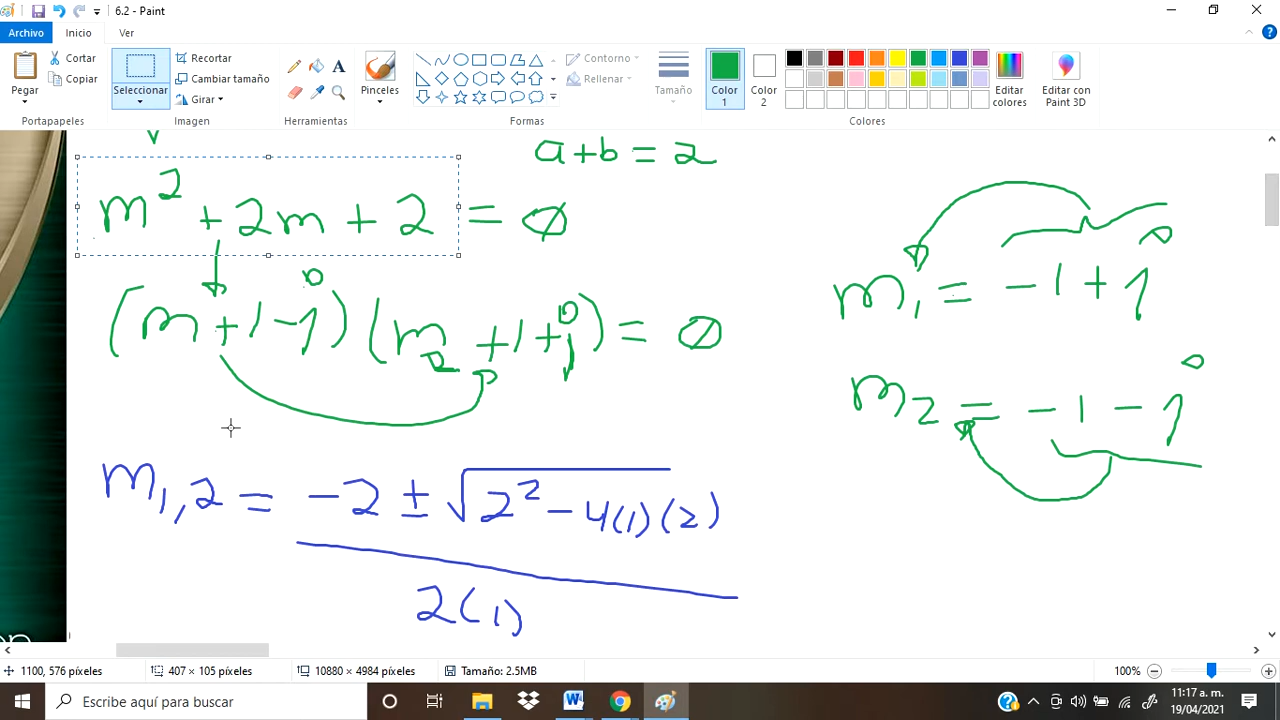 6.2 - Paint
Archivo Inicio Ver
Pegar
Cortar
Copiar
Portapapeles
Seleccionar
Recortar
Cambiar tamaño
Girar
Imagen
A
Herramientas
Pinceles
Contorno
Rellenar
Formas
Tamaño
Color 1
Color 2
Editar colores
Editar con Paint 3D
Colores
a+b = 2
m² + 2m + 2 = 0
(m+1-i)(m+1+i) = 0
m₁ = -1 + i
m₂ = -1 - i
m₁,₂ = -2 ± √2² - 4(1)(2)
2(1)
on
1100, 576 píxeles 407 × 105 píxeles 10880 × 4984 píxeles Tamaño: 2.5MB 100%
Escribe aquí para buscar
11:17 a. m.
19/04/2021